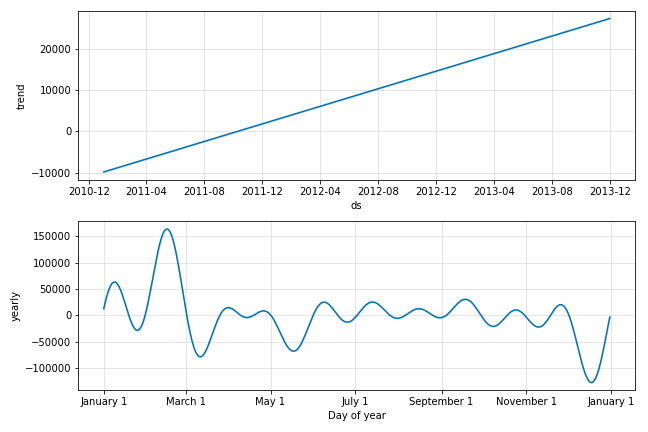 20000
10000
0
−10000
trend
2010-12 2011-04 2011-08 2011-12 2012-04 2012-08 2012-12 2013-04 2013-08 2013-12
ds
150000
100000
50000
0
−50000
−100000
yearly
January 1 March 1 May 1 July 1 September 1 November 1 January 1
Day of year